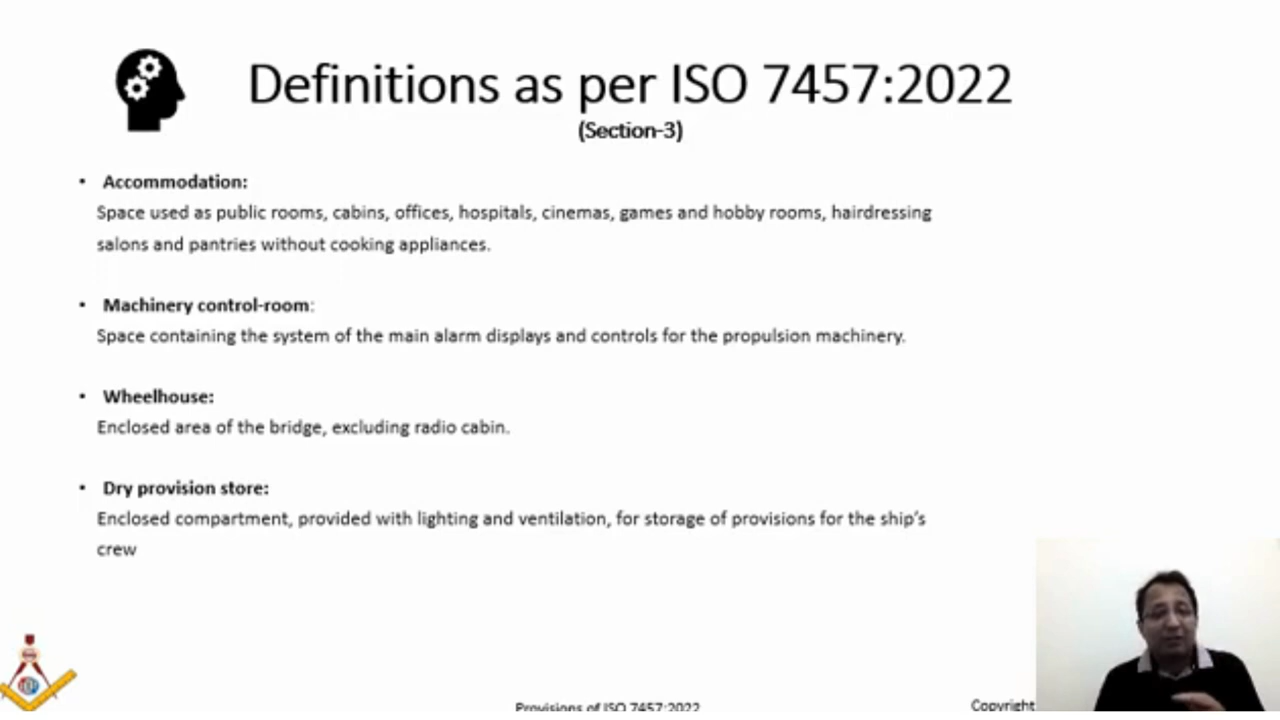 Definitions as per ISO 7457:2022
(Section-3)
• Accommodation:
Space used as public rooms, cabins, offices, hospitals, cinemas, games and hobby rooms, hairdressing
salons and pantries without cooking appliances.
• Machinery control-room:
Space containing the system of the main alarm displays and controls for the propulsion machinery.
• Wheelhouse:
Enclosed area of the bridge, excluding radio cabin.
• Dry provision store:
Enclosed compartment, provided with lighting and ventilation, for storage of provisions for the ship's
crew
Provisions of ISO 7457:2022
Copyright